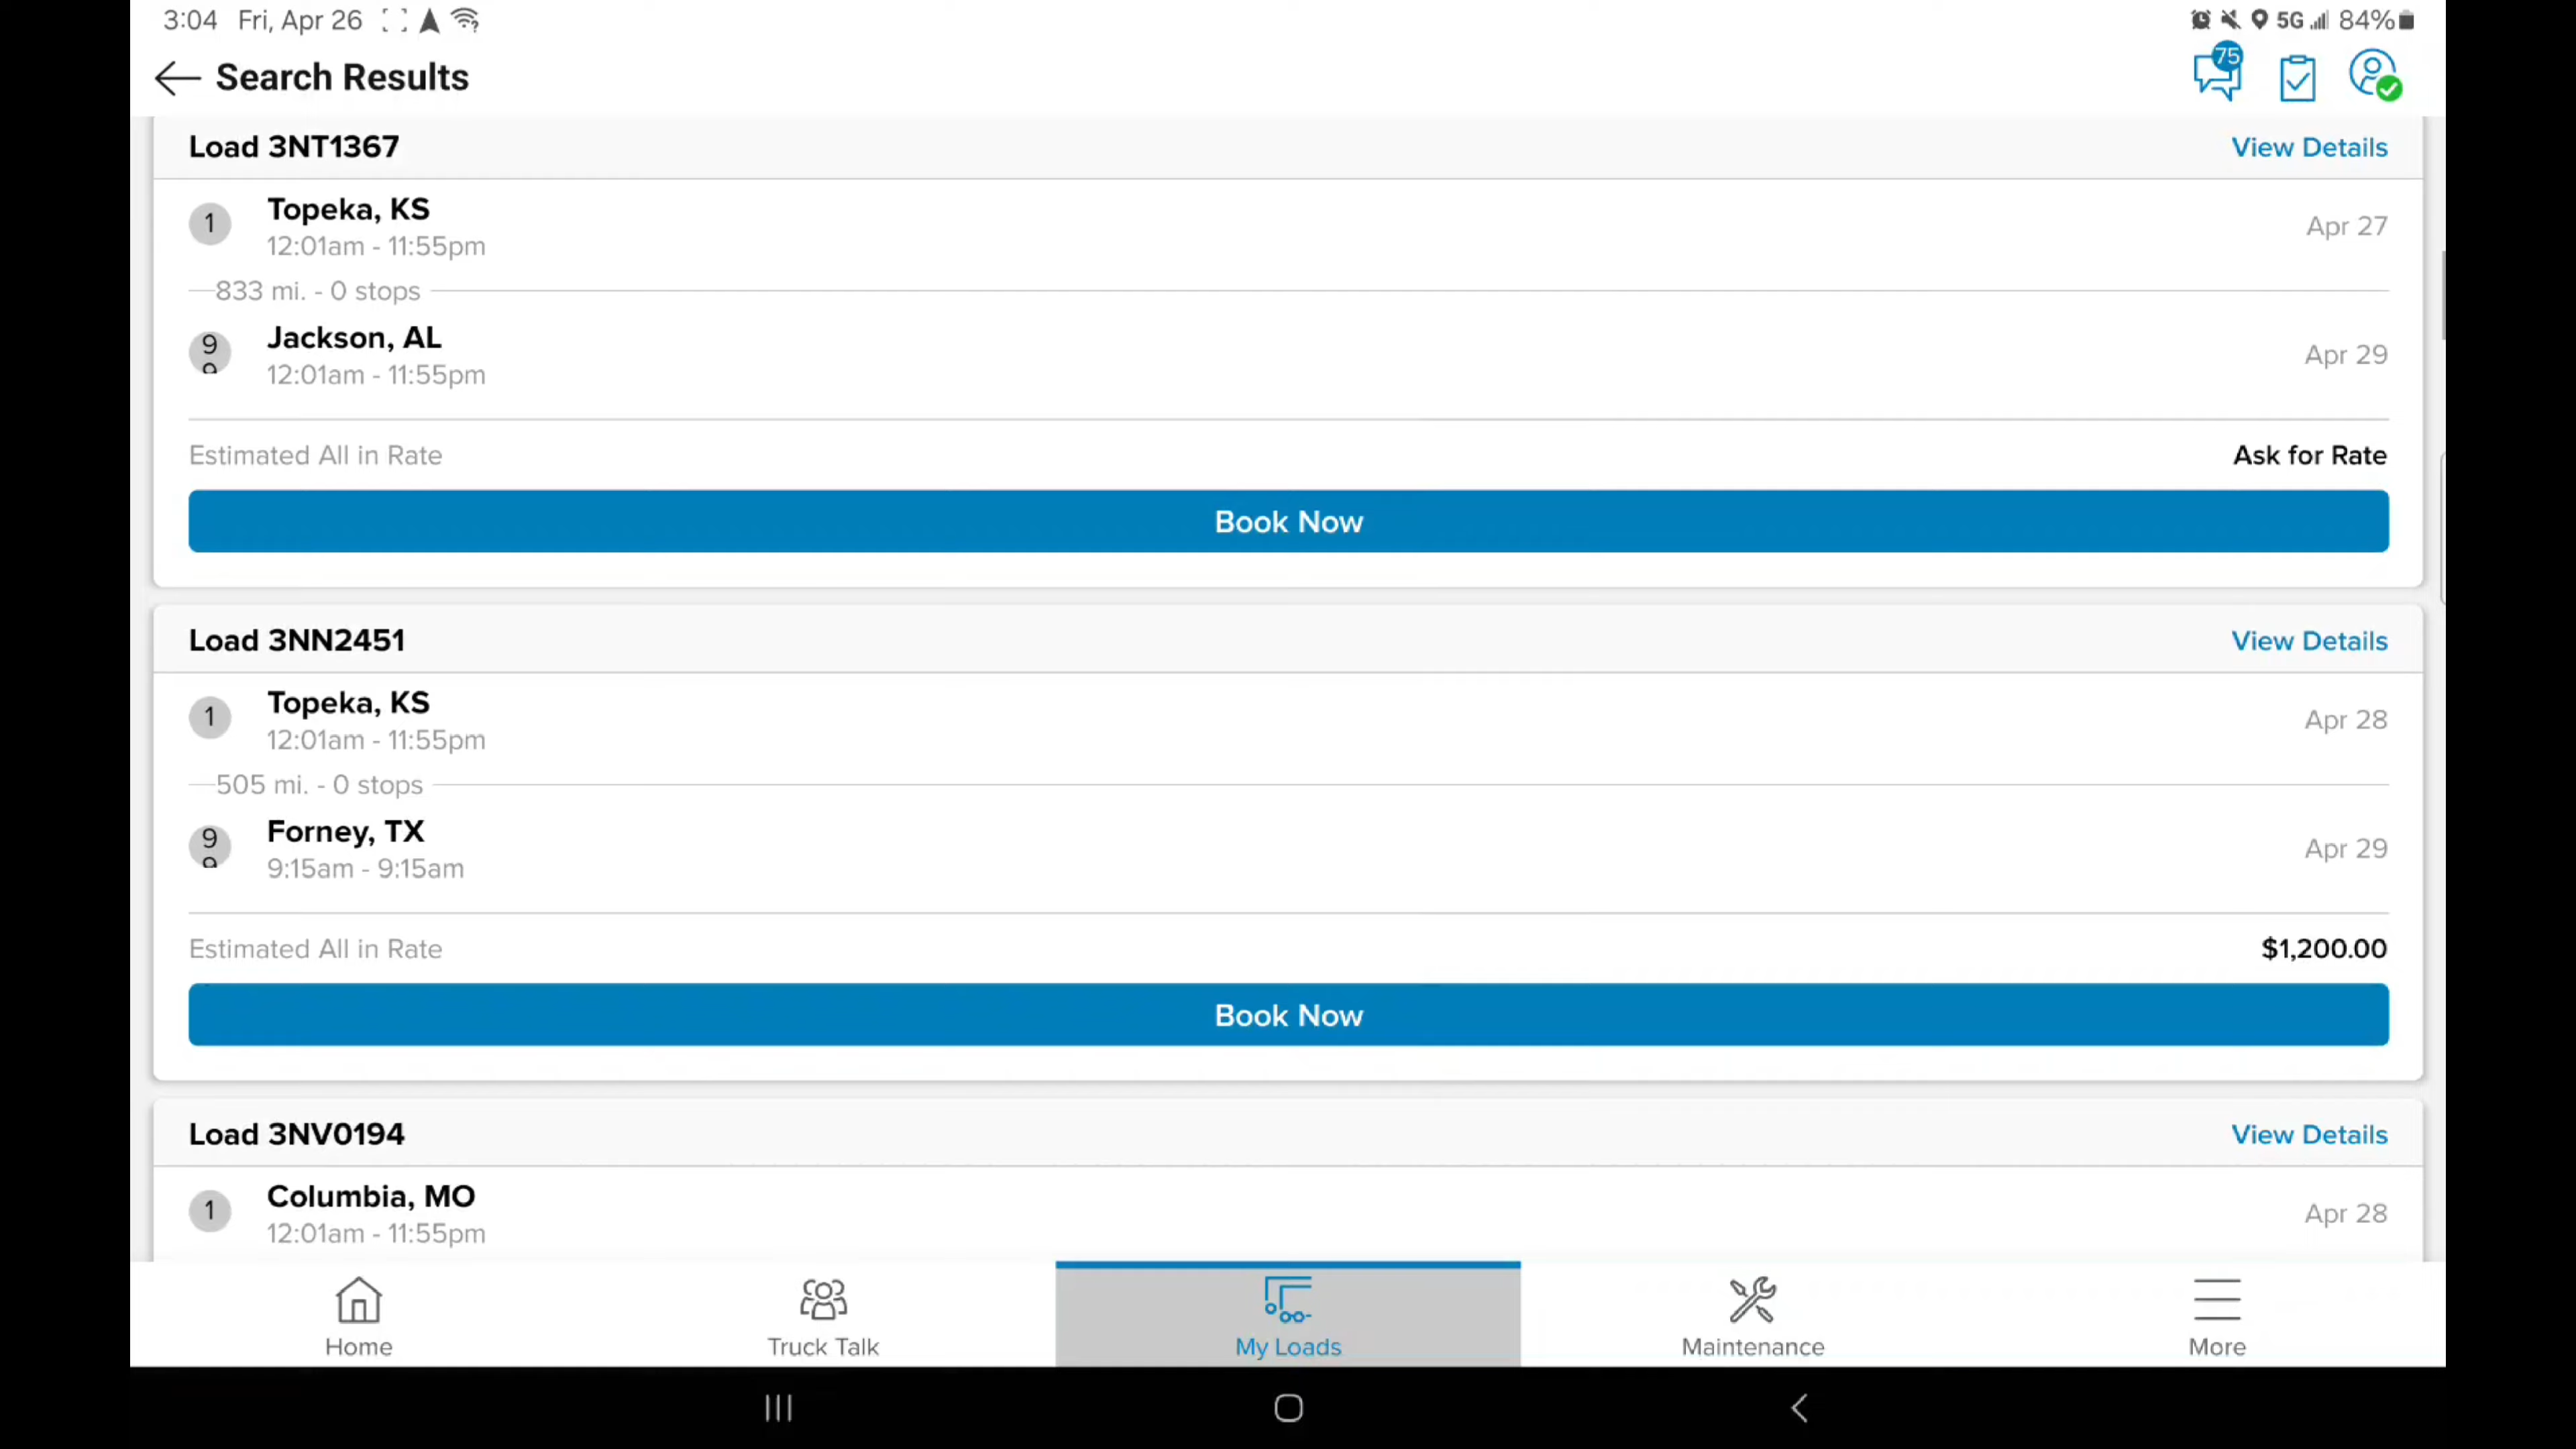 3:04 Fri, Apr 26
5G 84%
Search Results
75
Load 3NT1367
View Details
1
Topeka, KS
12:01am - 11:55pm
Apr 27
833 mi. - 0 stops
9
9
Jackson, AL
12:01am - 11:55pm
Apr 29
Estimated All in Rate
Ask for Rate
Book Now
Load 3NN2451
View Details
1
Topeka, KS
12:01am - 11:55pm
Apr 28
505 mi. - 0 stops
9
9
Forney, TX
9:15am - 9:15am
Apr 29
Estimated All in Rate
$1,200.00
Book Now
Load 3NV0194
View Details
1
Columbia, MO
12:01am - 11:55pm
Apr 28
Home
Truck Talk
My Loads
Maintenance
More